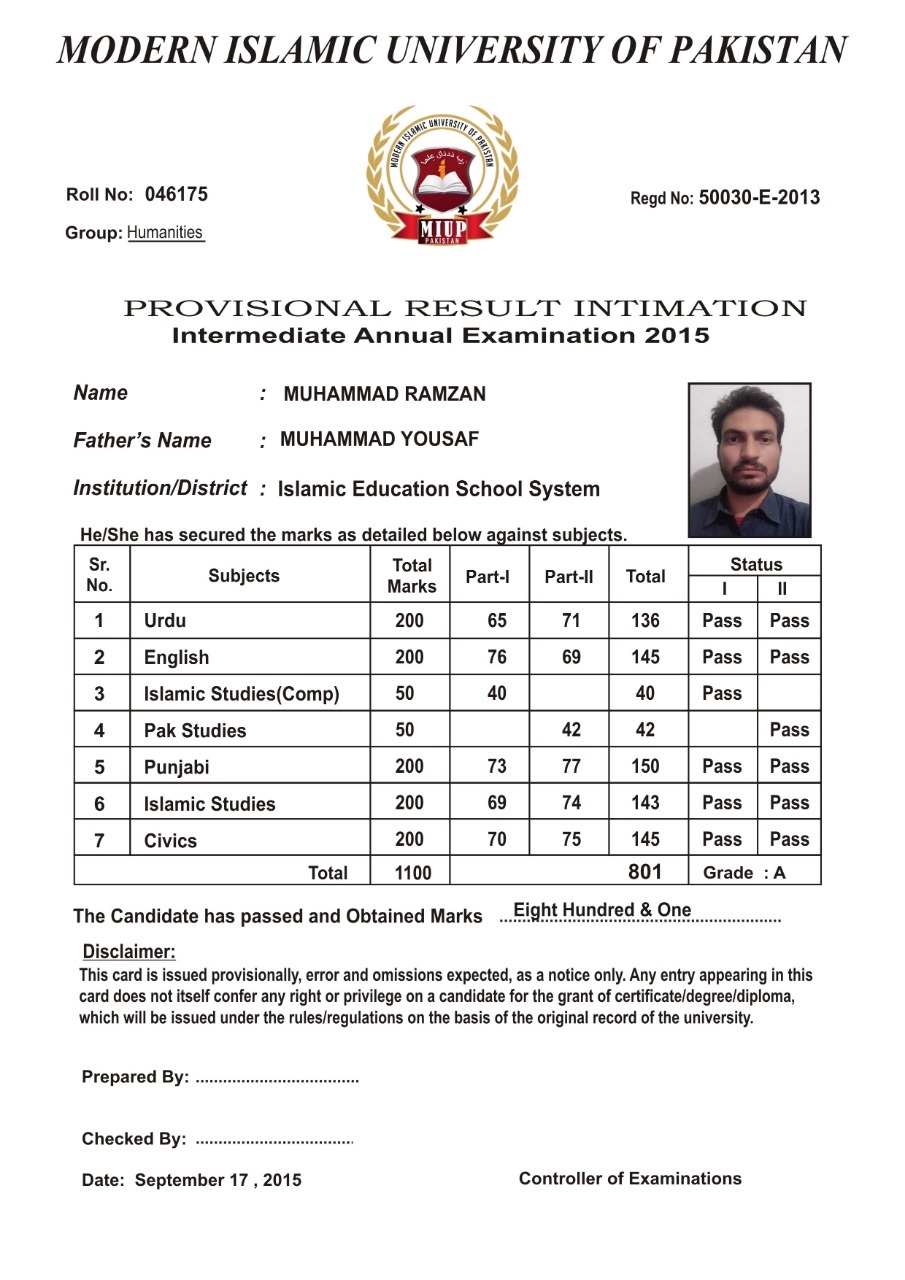 MODERN ISLAMIC UNIVERSITY OF PAKISTAN
MODERN ISLAMIC UNIVERSITY OF PAKISTAN
MIUP
PAKISTAN
Roll No: 046175
Regd No: 50030-E-2013
Group: Humanities
PROVISIONAL RESULT INTIMATION
Intermediate Annual Examination 2015
Name : MUHAMMAD RAMZAN
Father's Name : MUHAMMAD YOUSAF
Institution/District : Islamic Education School System
He/She has secured the marks as detailed below against subjects.
Sr. No. Subjects Total Marks Part-I Part-II Total Status
I II
1 Urdu 200 65 71 136 Pass Pass
2 English 200 76 69 145 Pass Pass
3 Islamic Studies(Comp) 50 40 40 Pass
4 Pak Studies 50 42 42 Pass
5 Punjabi 200 73 77 150 Pass Pass
6 Islamic Studies 200 69 74 143 Pass Pass
7 Civics 200 70 75 145 Pass Pass
Total 1100 801 Grade : A
The Candidate has passed and Obtained Marks Eight Hundred & One
Disclaimer:
This card is issued provisionally, error and omissions expected, as a notice only. Any entry appearing in this
card does not itself confer any right or privilege on a candidate for the grant of certificate/degree/diploma,
which will be issued under the rules/regulations on the basis of the original record of the university.
Prepared By: ....................................
Checked By: ...................................
Date: September 17 , 2015
Controller of Examinations